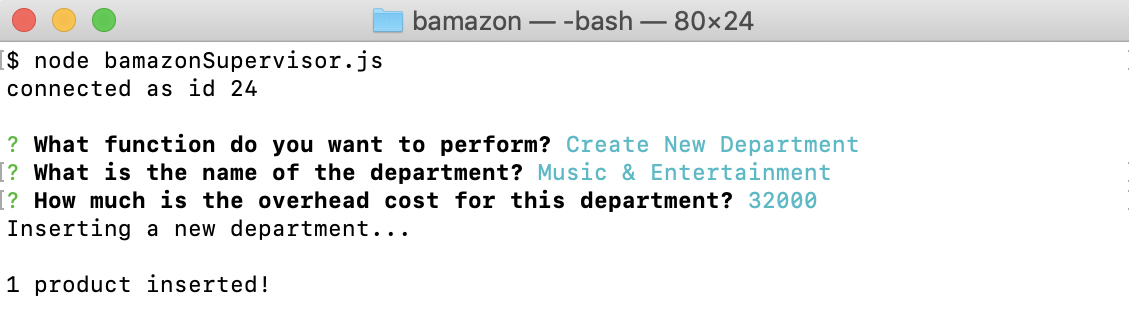 bamazon — -bash — 80×24
$ node bamazonSupervisor.js
connected as id 24
? What function do you want to perform? Create New Department
? What is the name of the department? Music & Entertainment
? How much is the overhead cost for this department? 32000
Inserting a new department...
1 product inserted!